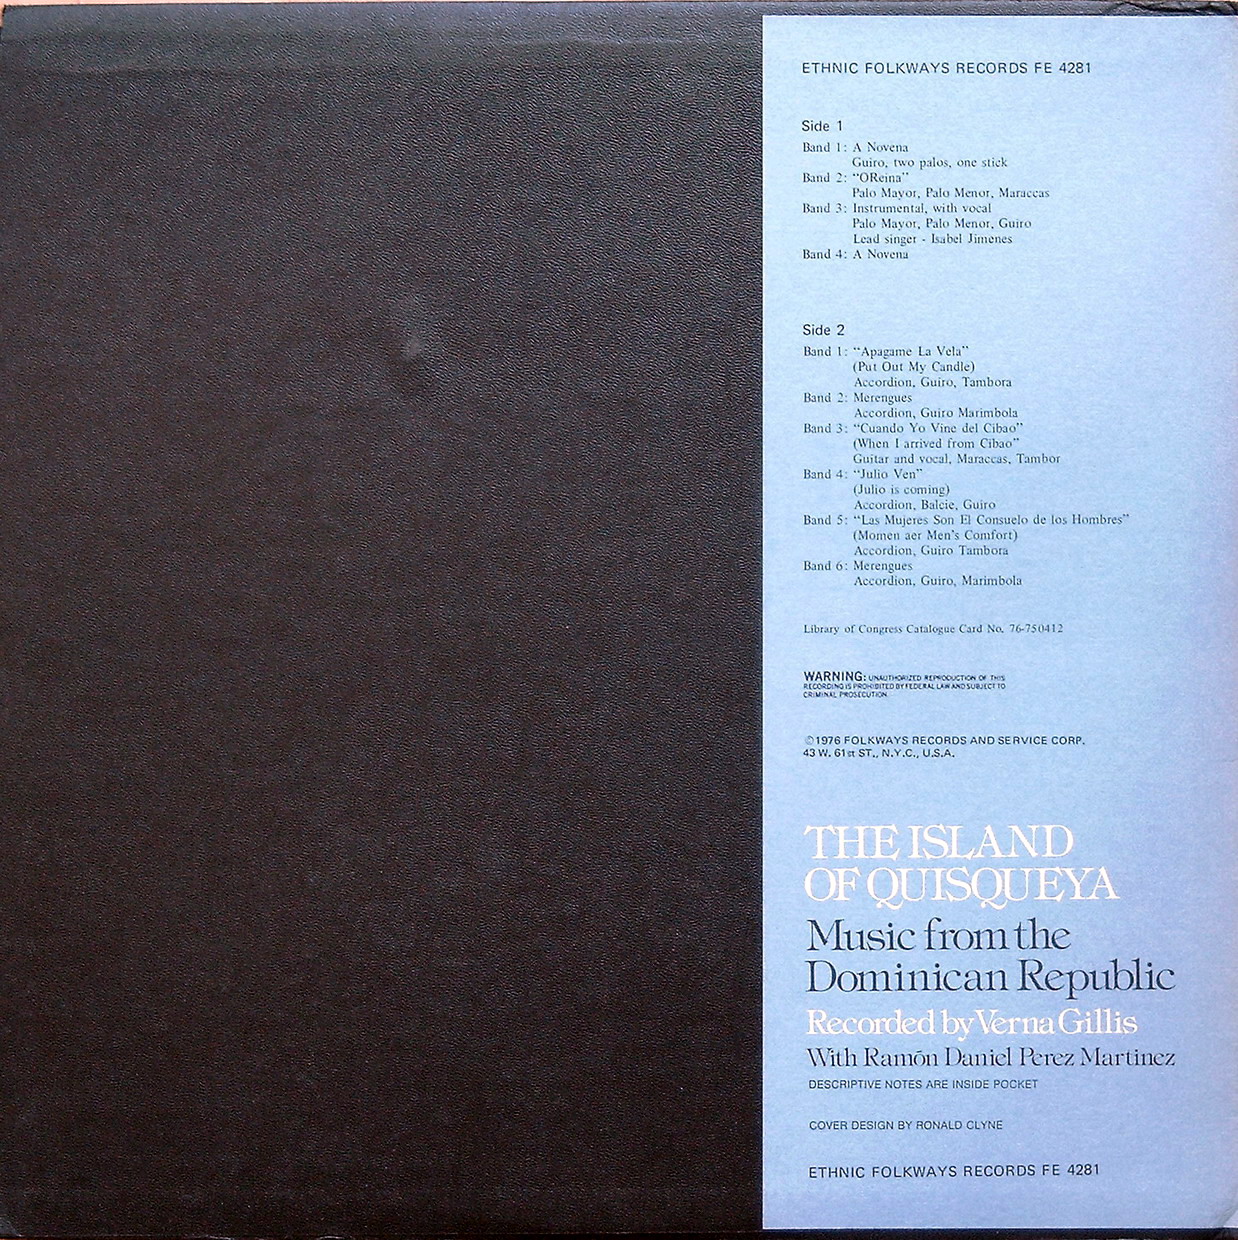 ETHNIC FOLKWAYS RECORDS FE 4281
Side 1
Band 1: A Novena
Guiro, two palos, one stick
Band 2: “OReina”
Palo Mayor, Palo Menor, Maraccas
Band 3: Instrumental, with vocal
Palo Mayor, Palo Menor, Guiro
Lead singer - Isabel Jimenes
Band 4: A Novena
Side 2
Band 1: “Apagame La Vela”
(Put Out My Candle)
Accordion, Guiro, Tambora
Band 2: Merengues
Accordion, Guiro Marimbola
Band 3: “Cuando Yo Vine del Cibao”
(When I arrived from Cibao”
Guitar and vocal, Maraccas, Tambor
Band 4: “Julio Ven”
(Julio is coming)
Accordion, Balcie, Guiro
Band 5: “Las Mujeres Son El Consuelo de los Hombres”
(Momen aer Men's Comfort)
Accordion, Guiro Tambora
Band 6: Merengues
Accordion, Guiro, Marimbola
Library of Congress Catalogue Card No. 76-750412
WARNING: UNAUTHORIZED REPRODUCTION OF THIS
RECORDING IS PROHIBITED BY FEDERAL LAW AND SUBJECT TO
CRIMINAL PROSECUTION.
©1976 FOLKWAYS RECORDS AND SERVICE CORP.
43 W. 61st ST., N.Y.C., U.S.A.
THE ISLAND
OF QUISQUEYA
Music from the
Dominican Republic
Recorded by Verna Gillis
With Ramōn Daniel Perez Martinez
DESCRIPTIVE NOTES ARE INSIDE POCKET
COVER DESIGN BY RONALD CLYNE
ETHNIC FOLKWAYS RECORDS FE 4281